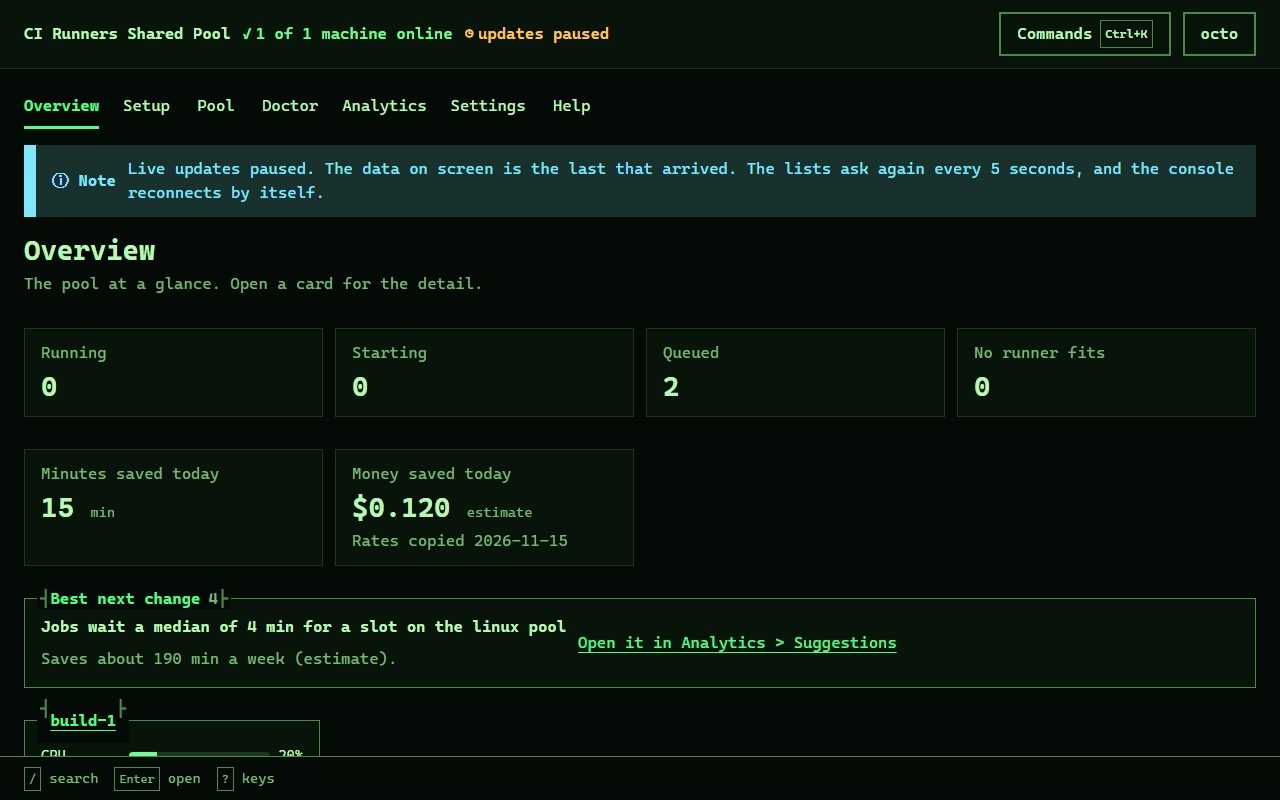 CI Runners Shared Pool ✓ 1 of 1 machine online updates paused Commands Ctrl+K octo
Overview Setup Pool Doctor Analytics Settings Help
Note Live updates paused. The data on screen is the last that arrived. The lists ask again every 5 seconds, and the console
reconnects by itself.
Overview
The pool at a glance. Open a card for the detail.
Running Starting Queued No runner fits
0 0 2 0
Minutes saved today Money saved today
15 min $0.120 estimate
Rates copied 2026-11-15
Best next change 4
Jobs wait a median of 4 min for a slot on the linux pool
Open it in Analytics > Suggestions
Saves about 190 min a week (estimate).
build-1
CPU 20%
/ search Enter open ? keys